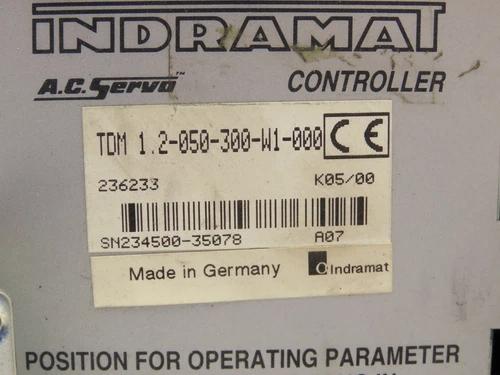 INDRAMAT
A.C. Servo™ CONTROLLER
TDM 1.2-050-300-W1-000 CE
236233 K05/00
SN234500-35078 A07
Made in Germany Indramat
POSITION FOR OPERATING PARAMETER